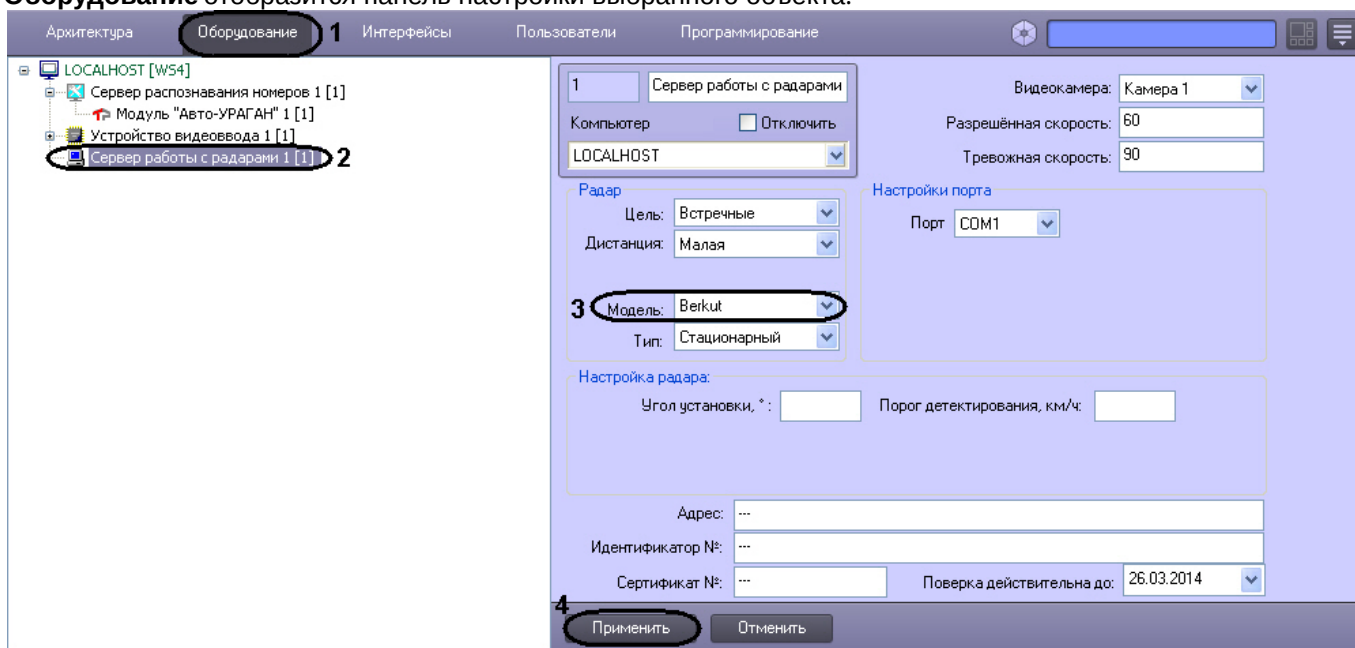 Оборудование отобразится панель настройки выбранного объекта.
Архитектура Оборудование 1 Интерфейсы Пользователи Программирование
LOCALHOST [WS4]
Сервер распознавания номеров 1 [1]
Модуль "Авто-УРАГАН" 1 [1]
Устройство видеоввода 1 [1]
Сервер работы с радарами 1 [1] 2
1 Сервер работы с радарами
Компьютер Отключить
LOCALHOST
Видеокамера: Камера 1
Разрешённая скорость: 60
Тревожная скорость: 90
Радар
Цель: Встречные
Дистанция: Малая
3 Модель: Berkut
Тип: Стационарный
Настройки порта
Порт COM1
Настройка радара:
Угол установки, ° : Порог детектирования, км/ч:
Адрес: ---
Идентификатор №: ---
Сертификат №: --- Поверка действительна до: 26.03.2014
4
Применить Отменить